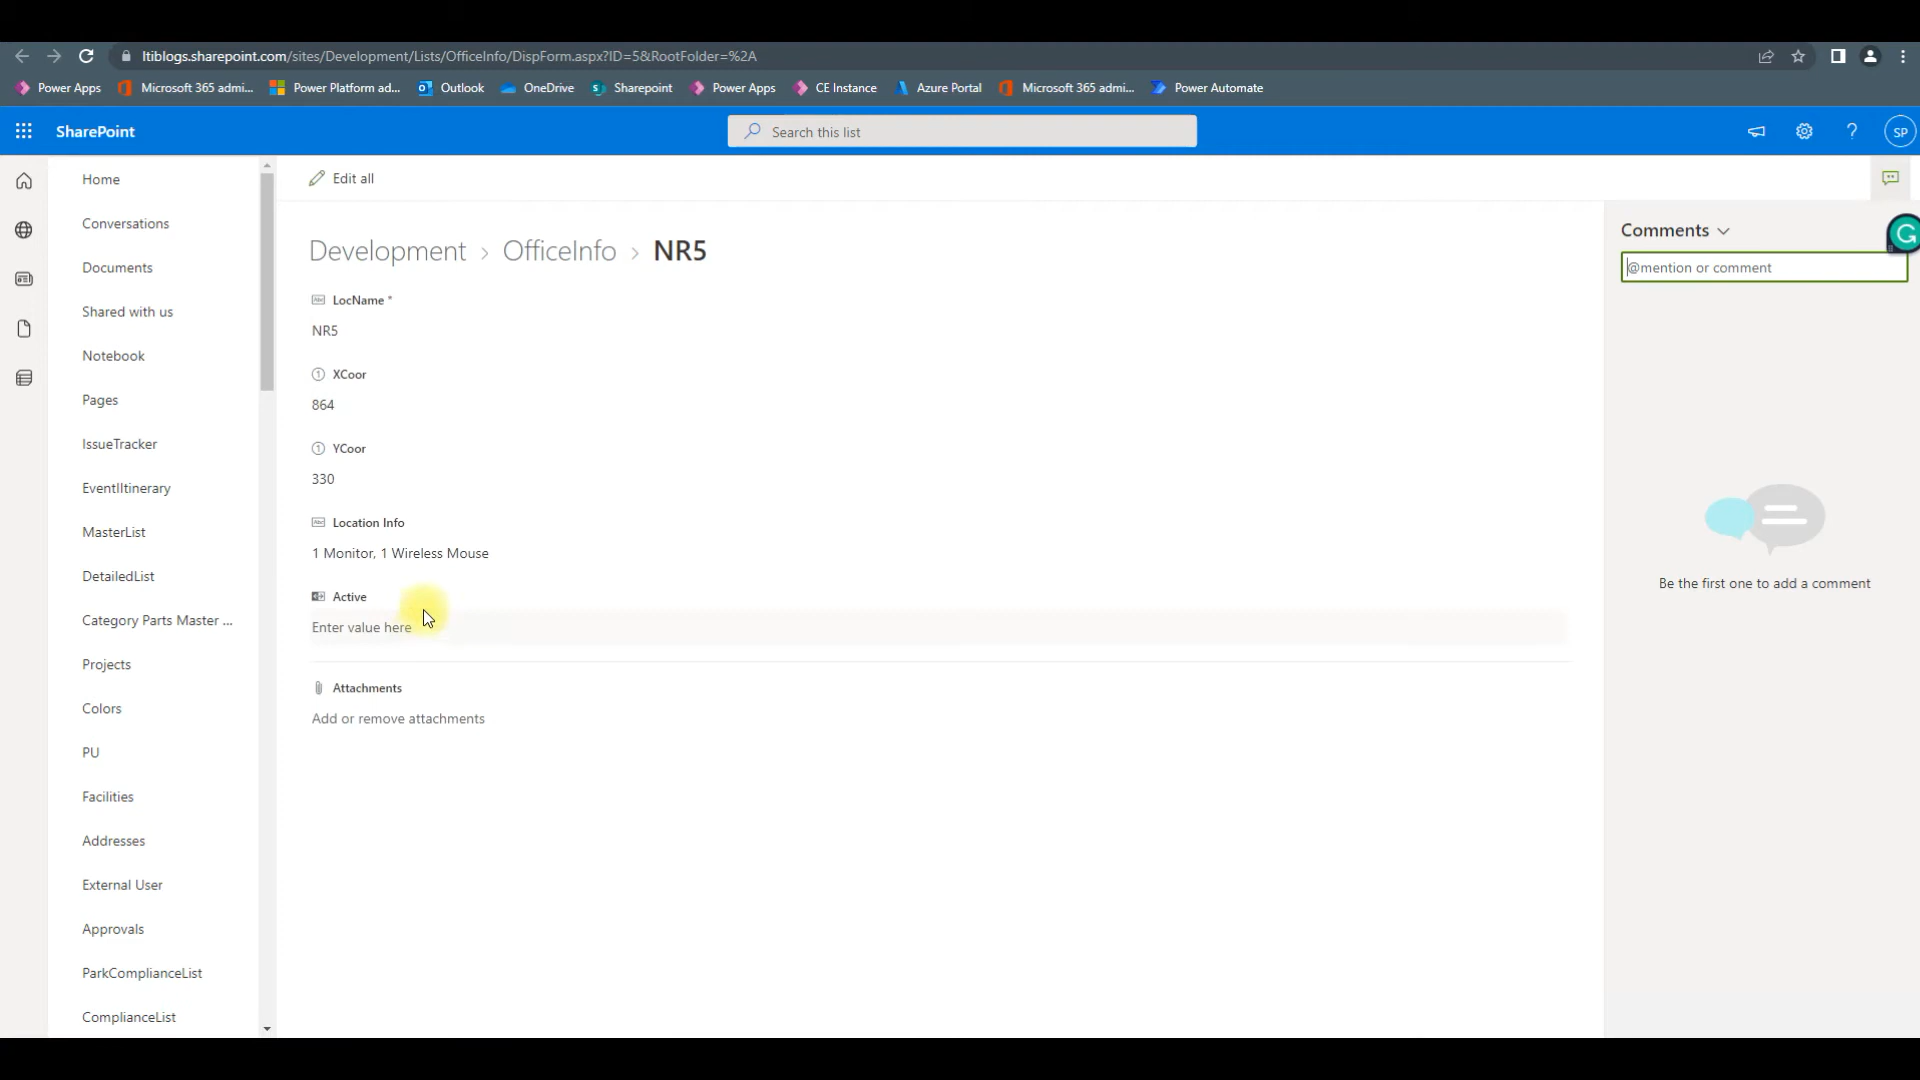 ltiblogs.sharepoint.com/sites/Development/Lists/OfficeInfo/DispForm.aspx?ID=5&RootFolder=%2A
Power Apps Microsoft 365 admi... Power Platform ad... Outlook OneDrive Sharepoint Power Apps CE Instance Azure Portal Microsoft 365 admi... Power Automate
SharePoint Search this list ? SP
Home
Conversations
Documents
Shared with us
Notebook
Pages
IssueTracker
EventIItinerary
MasterList
DetailedList
Category Parts Master ...
Projects
Colors
PU
Facilities
Addresses
External User
Approvals
ParkComplianceList
ComplianceList
Edit all
Development > OfficeInfo > NR5
LocName *
NR5
XCoor
864
YCoor
330
Location Info
1 Monitor, 1 Wireless Mouse
Active
Enter value here
Attachments
Add or remove attachments
Comments
@mention or comment
Be the first one to add a comment